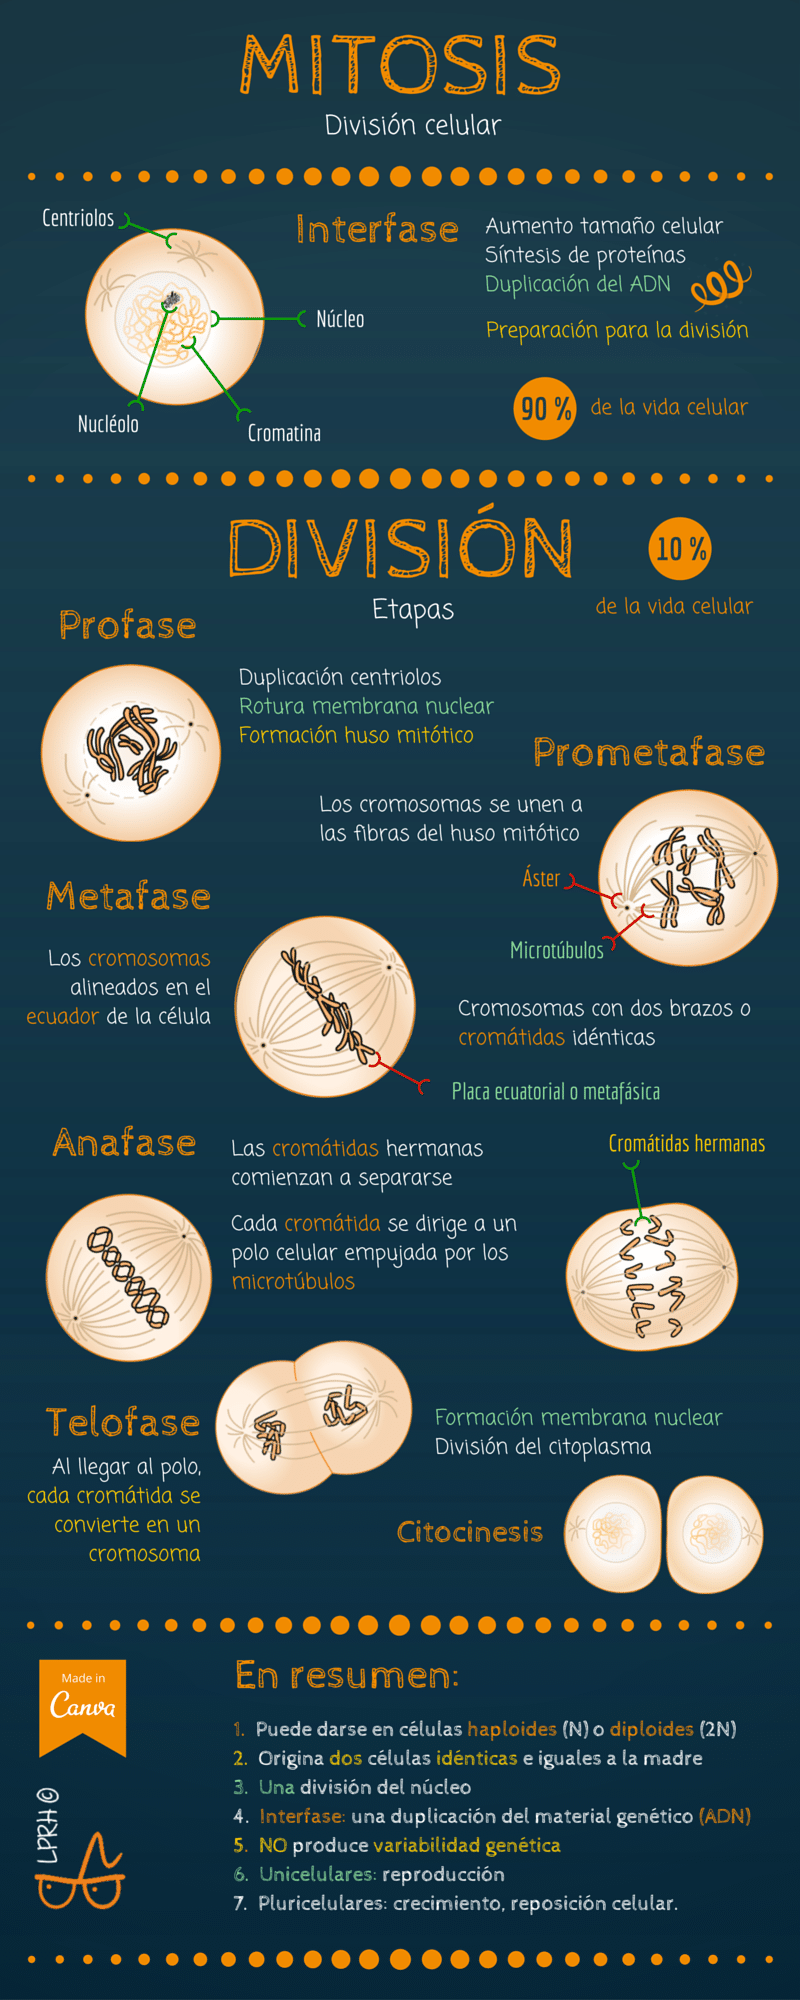 MITOSIS
División celular
Centriolos
Interfase
Aumento tamaño celular
Síntesis de proteínas
Duplicación del ADN
Núcleo
Preparación para la división
90 %
de la vida celular
Nucléolo
Cromatina
DIVISIÓN
10 %
Etapas
de la vida celular
Profase
Duplicación centriolos
Rotura membrana nuclear
Formación huso mitótico
Prometafase
Los cromosomas se unen a
las fibras del huso mitótico
Áster
Microtúbulos
Metafase
Los cromosomas
alineados en el
ecuador de la célula
Cromosomas con dos brazos o
cromátidas idénticas
Placa ecuatorial o metafásica
Anafase
Las cromátidas hermanas
comienzan a separarse
Cada cromátida se dirige a un
polo celular empujada por los
microtúbulos
Cromátidas hermanas
Telofase
Al llegar al polo,
cada cromátida se
convierte en un
cromosoma
Formación membrana nuclear
División del citoplasma
Citocinesis
Made in
Canva
LPRH ©
En resumen:
1. Puede darse en células haploides (N) o diploides (2N)
2. Origina dos células idénticas e iguales a la madre
3. Una división del núcleo
4. Interfase: una duplicación del material genético (ADN)
5. NO produce variabilidad genética
6. Unicelulares: reproducción
7. Pluricelulares: crecimiento, reposición celular.